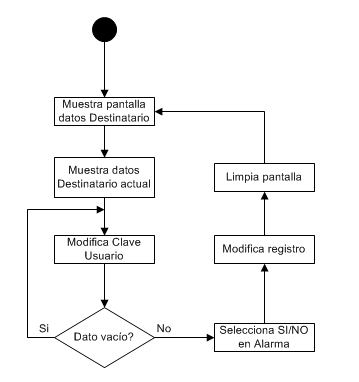 Muestra pantalla
datos Destinatario
Muestra datos
Destinatario actual
Limpia pantalla
Modifica Clave
Usuario
Modifica registro
Si
Dato vacío?
No
Selecciona SI/NO
en Alarma